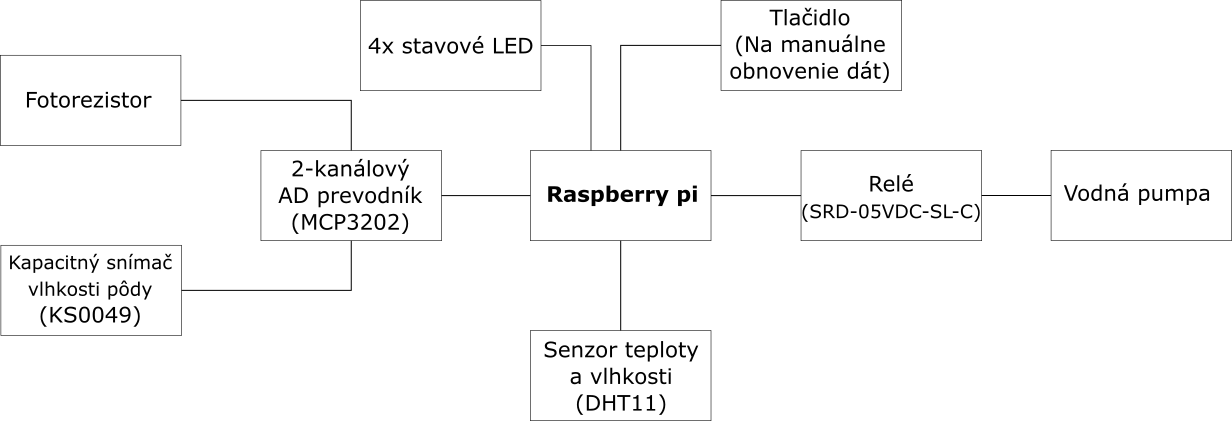 4x stavové LED
Tlačidlo
(Na manuálne
obnovenie dát)
Fotorezistor
2-kanálový
AD prevodník
(MCP3202)
Raspberry pi
Relé
(SRD-05VDC-SL-C)
Vodná pumpa
Kapacitný snímač
vlhkosti pôdy
(KS0049)
Senzor teploty
a vlhkosti
(DHT11)